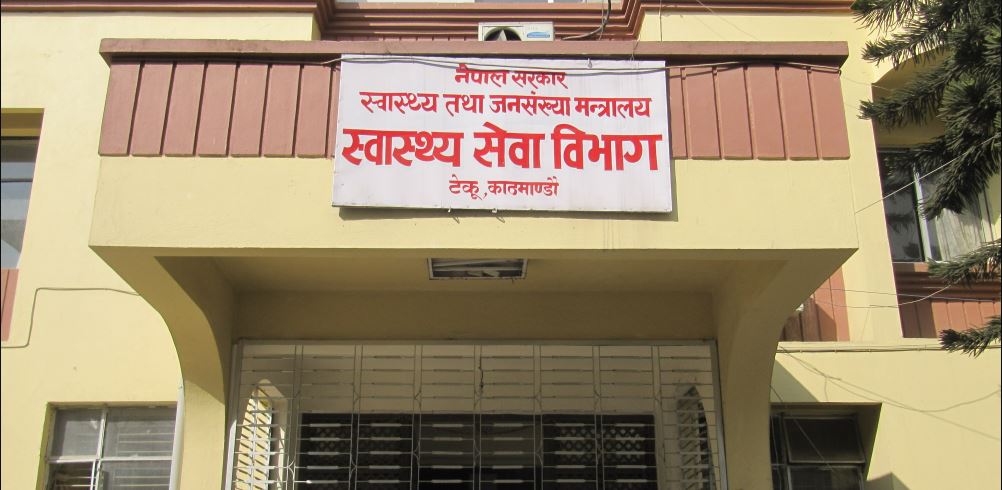 नेपाल सरकार
स्वास्थ्य तथा जनसंख्या मन्त्रालय
स्वास्थ्य सेवा विभाग
टेकू, काठमाण्डौ